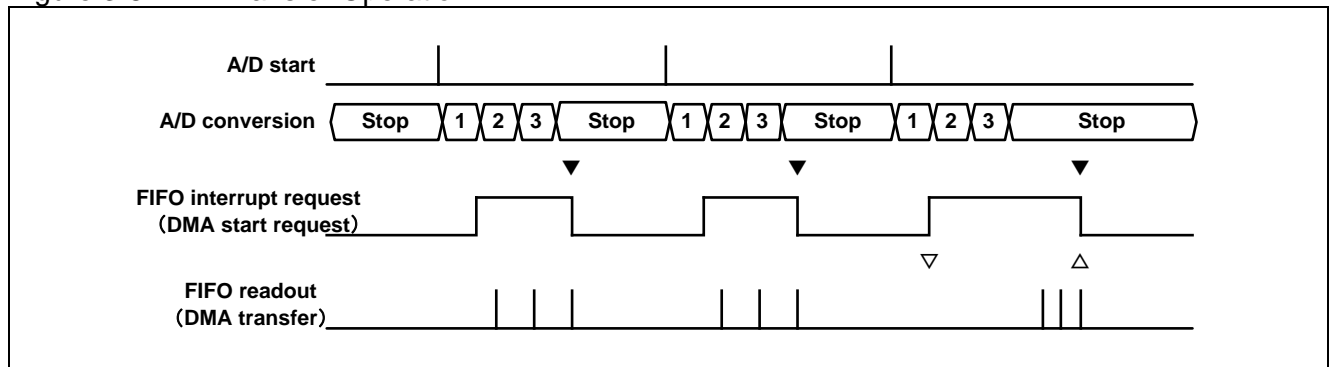 A/D start
A/D conversion Stop 1 2 3 Stop 1 2 3 Stop 1 2 3 Stop
FIFO interrupt request
（DMA start request）
FIFO readout
（DMA transfer）